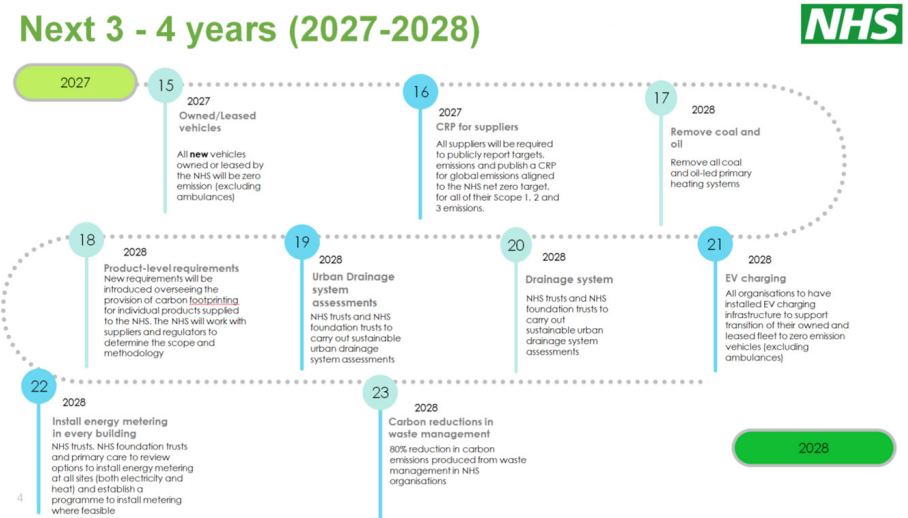 Next 3 - 4 years (2027-2028)
NHS
2027
15
2027
Owned/Leased
vehicles
All new vehicles
owned or leased by
the NHS will be zero
emission (excluding
ambulances)
16
2027
CRP for suppliers
All suppliers will be required
to publicly report targets,
emissions and publish a CRP
for global emissions aligned
to the NHS net zero target,
for all of their Scope 1, 2 and
3 emissions.
17
2028
Remove coal and
oil
Remove all coal
and oil-led primary
heating systems
18
2028
Product-level requirements
New requirements will be
introduced overseeing the
provision of carbon footprinting
for individual products supplied
to the NHS. The NHS will work with
suppliers and regulators to
determine the scope and
methodology
19
2028
Urban Drainage
system
assessments
NHS trusts and NHS
foundation trusts to
carry out sustainable
urban drainage
system assessments
20
2028
Drainage system
NHS trusts and NHS
foundation trusts to
carry out
sustainable urban
drainage system
assessments
21
2028
EV charging
All organisations to have
installed EV charging
infrastructure to support
transition of their owned and
leased fleet to zero emission
vehicles (excluding
ambulances)
22
2028
Install energy metering
in every building
NHS trusts, NHS foundation trusts
and primary care to review
options to install energy metering
at all sites (both electricity and
heat) and establish a
programme to install metering
where feasible
23
2028
Carbon reductions in
waste management
80% reduction in carbon
emissions produced from waste
management in NHS
organisations
2028
4